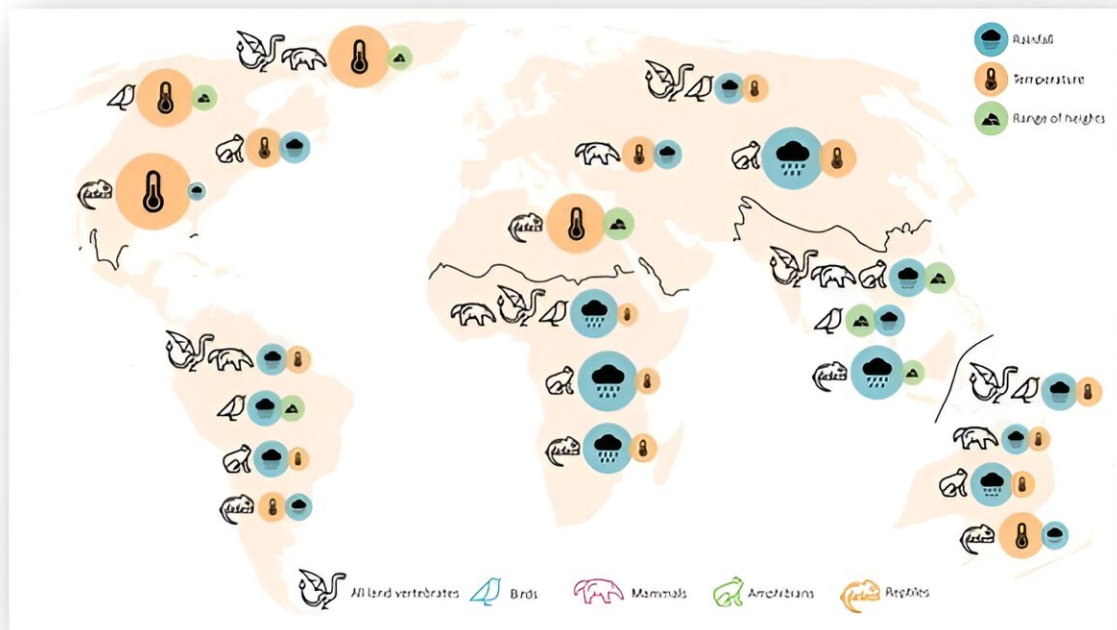 Rainfall
Temperature
Range of heights
All land vertebrates
Birds
Mammals
Amphibians
Reptiles